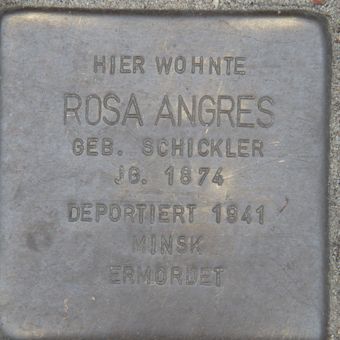 HIER WOHNTE
ROSA ANGRES
GEB. SCHICKLER
JG. 1874
DEPORTIERT 1941
MINSK
ERMORDET